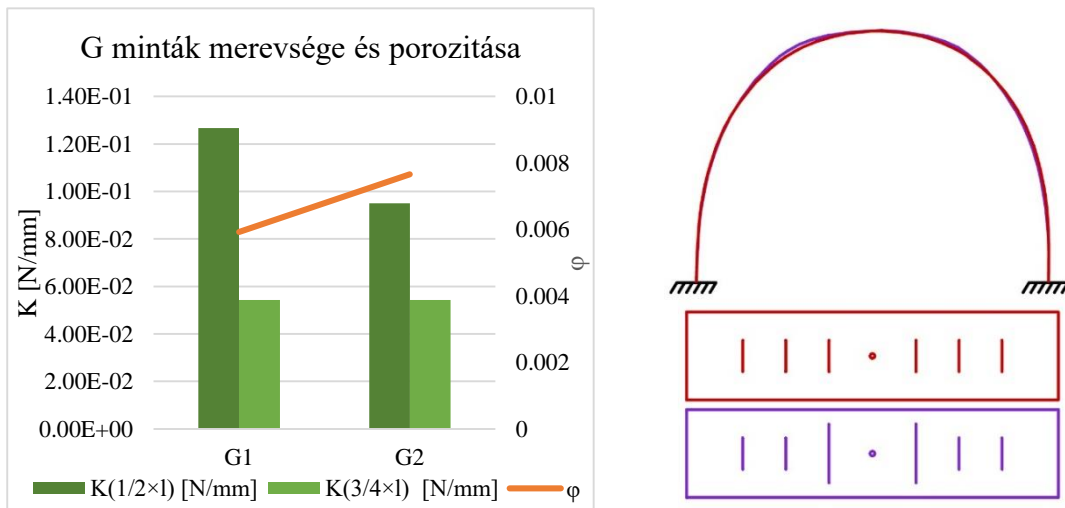 G minták merevsége és porozitása
K [N/mm]
1.40E-01
1.20E-01
1.00E-01
8.00E-02
6.00E-02
4.00E-02
2.00E-02
0.00E+00
0.01
0.008
0.006
0.004
0.002
0
φ
G1 G2
K(1/2×l) [N/mm] K(3/4×l) [N/mm] φ